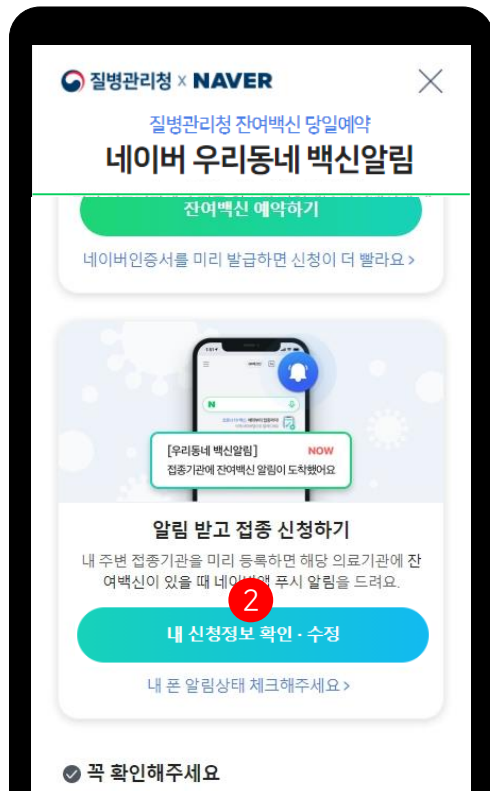 질병관리청 × NAVER
질병관리청 잔여백신 당일예약
네이버 우리동네 백신알림
잔여백신 예약하기
네이버인증서를 미리 발급하면 신청이 더 빨라요 >
N
[우리동네 백신알림] NOW
접종기관에 잔여백신 알림이 도착했어요
알림 받고 접종 신청하기
내 주변 접종기관을 미리 등록하면 해당 의료기관에 잔
여백신이 있을 때 푸시 알림을 드려요.
2
내 신청정보 확인 · 수정
내 폰 알림상태 체크해주세요 >
꼭 확인해주세요